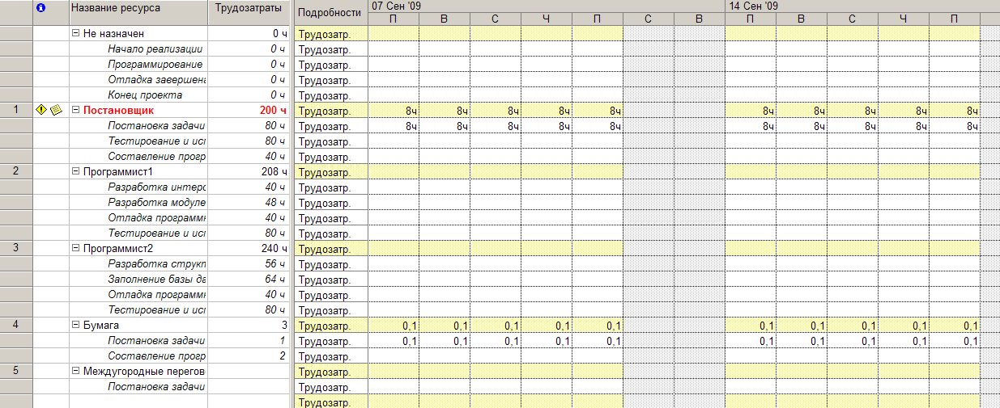 Название ресурса Трудозатраты Подробности 07 Сен '09 14 Сен '09
П В С Ч П С В П В С Ч П
Не назначен 0 ч Трудозатр.
Начало реализации 0 ч Трудозатр.
Программирование 0 ч Трудозатр.
Отладка завершена 0 ч Трудозатр.
Конец проекта 0 ч Трудозатр.
1 Постановщик 200 ч Трудозатр. 8ч 8ч 8ч 8ч 8ч 8ч 8ч 8ч 8ч 8ч
Постановка задачи 80 ч Трудозатр. 8ч 8ч 8ч 8ч 8ч 8ч 8ч 8ч 8ч 8ч
Тестирование и исп 80 ч Трудозатр.
Составление прогр 40 ч Трудозатр.
2 Программист1 208 ч Трудозатр.
Разработка интерф 40 ч Трудозатр.
Разработка модуле 48 ч Трудозатр.
Отладка программн 40 ч Трудозатр.
Тестирование и исп 80 ч Трудозатр.
3 Программист2 240 ч Трудозатр.
Разработка структ 56 ч Трудозатр.
Заполнение базы да 64 ч Трудозатр.
Отладка программн 40 ч Трудозатр.
Тестирование и исп 80 ч Трудозатр.
4 Бумага 3 Трудозатр. 0,1 0,1 0,1 0,1 0,1 0,1 0,1 0,1 0,1 0,1
Постановка задачи 1 Трудозатр. 0,1 0,1 0,1 0,1 0,1 0,1 0,1 0,1 0,1 0,1
Составление прогр 2 Трудозатр.
5 Междугородные перегов Трудозатр.
Постановка задачи Трудозатр.
Трудозатр.